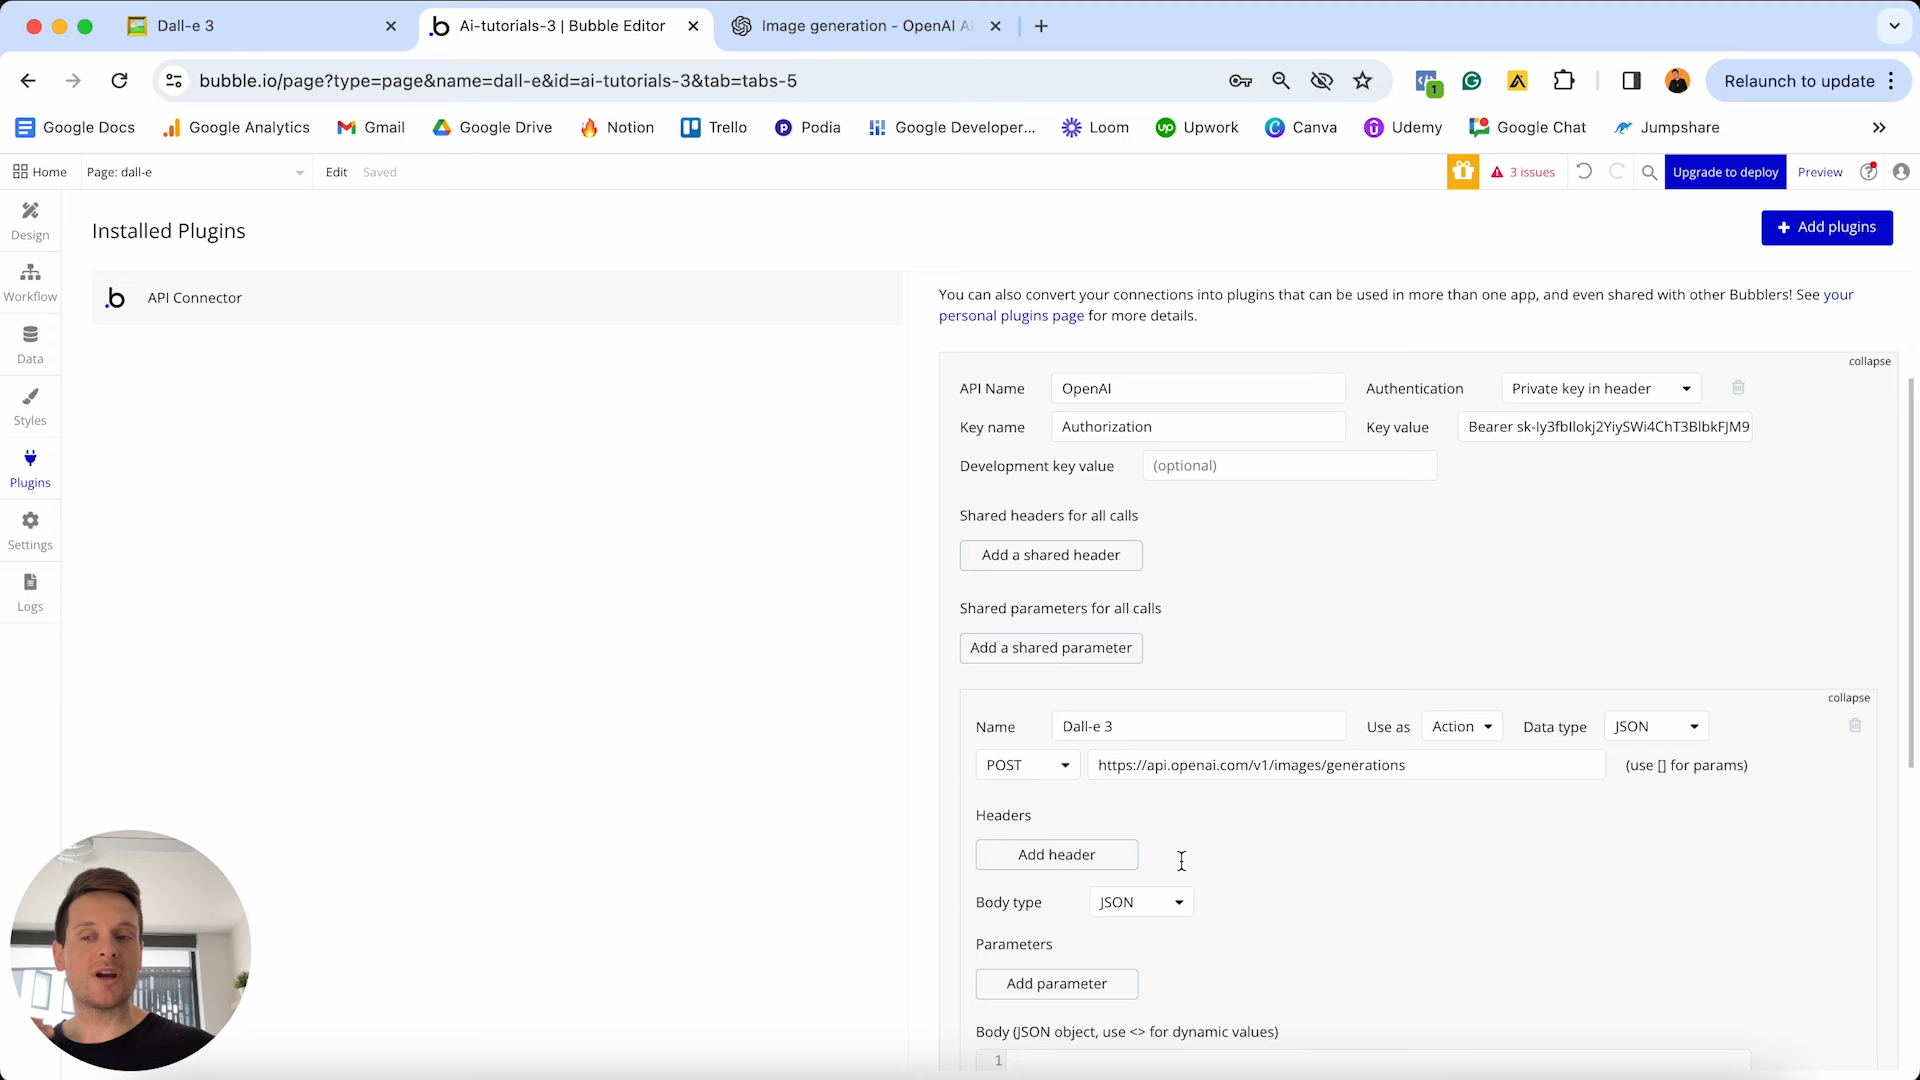 Dall-e 3
Ai-tutorials-3 | Bubble Editor
Image generation - OpenAI A
bubble.io/page?type=page&name=dall-e&id=ai-tutorials-3&tab=tabs-5
1
Relaunch to update
Google Docs
Google Analytics
Gmail
Google Drive
Notion
Trello
Podia
Google Developer...
Loom
Upwork
Canva
Udemy
Google Chat
Jumpshare
Home
Page: dall-e
Edit
Saved
3 issues
Upgrade to deploy
Preview
Design
Workflow
Data
Styles
Plugins
Settings
Logs
Installed Plugins
Add plugins
API Connector
You can also convert your connections into plugins that can be used in more than one app, and even shared with other Bubblers! See your
personal plugins page for more details.
collapse
API Name OpenAI Authentication Private key in header
Key name Authorization Key value Bearer sk-Iy3fbIlokj2YiySWi4ChT3BlbkFJM9
Development key value (optional)
Shared headers for all calls
Add a shared header
Shared parameters for all calls
Add a shared parameter
collapse
Name Dall-e 3 Use as Action Data type JSON
POST https://api.openai.com/v1/images/generations (use [] for params)
Headers
Add header
Body type JSON
Parameters
Add parameter
Body (JSON object, use <> for dynamic values)
1